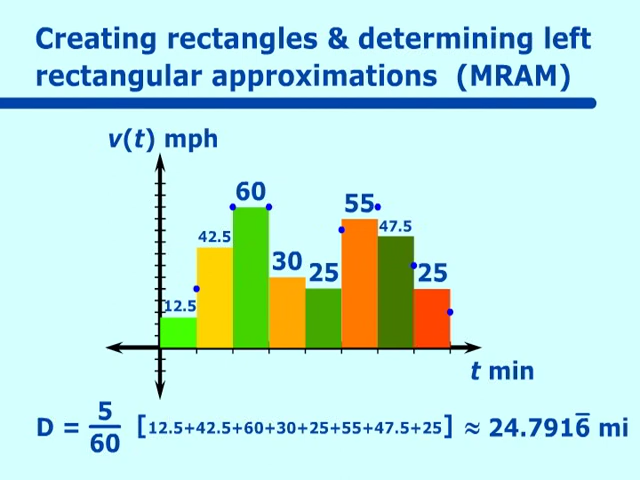 Creating rectangles & determining left
rectangular approximations (MRAM)
v(t) mph
60
55
42.5
47.5
30
25
25
12.5
t min
D = 5/60 [12.5+42.5+60+30+25+55+47.5+25] ≈ 24.7916̅ mi